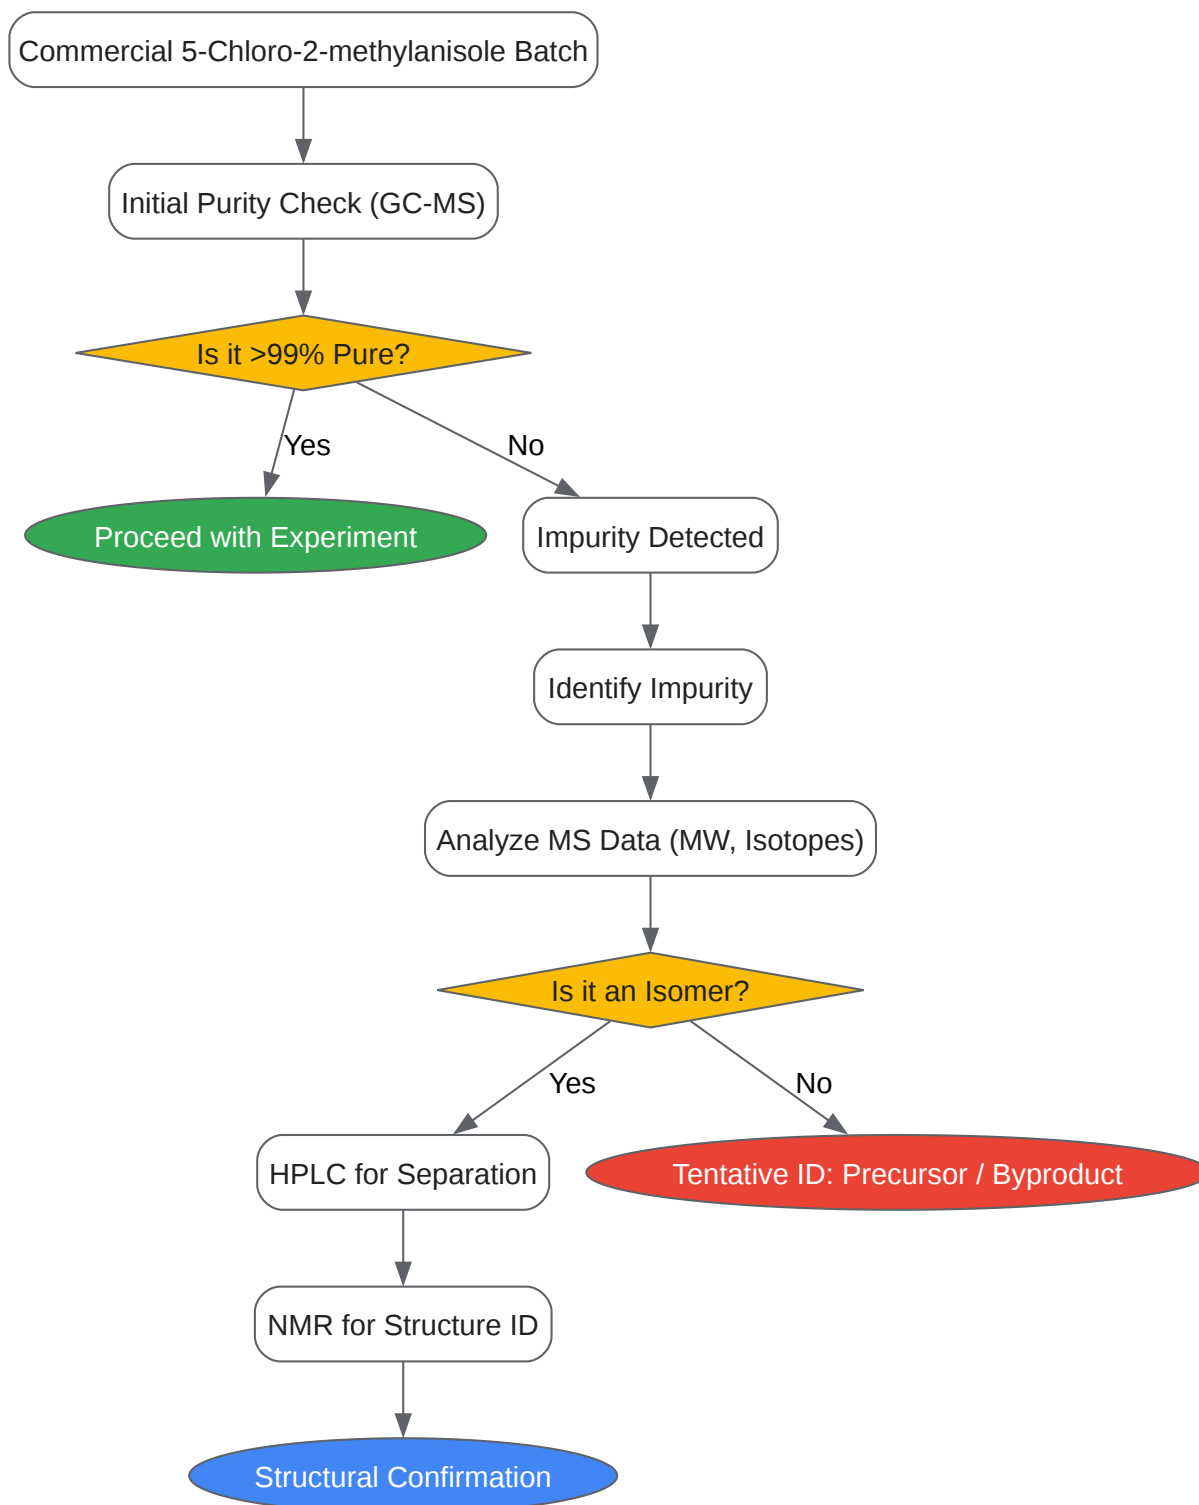 Commercial 5-Chloro-2-methylanisole Batch
Initial Purity Check (GC-MS)
Is it >99% Pure?
Yes
No
Proceed with Experiment
Impurity Detected
Identify Impurity
Analyze MS Data (MW, Isotopes)
Is it an Isomer?
Yes
No
HPLC for Separation
Tentative ID: Precursor / Byproduct
NMR for Structure ID
Structural Confirmation